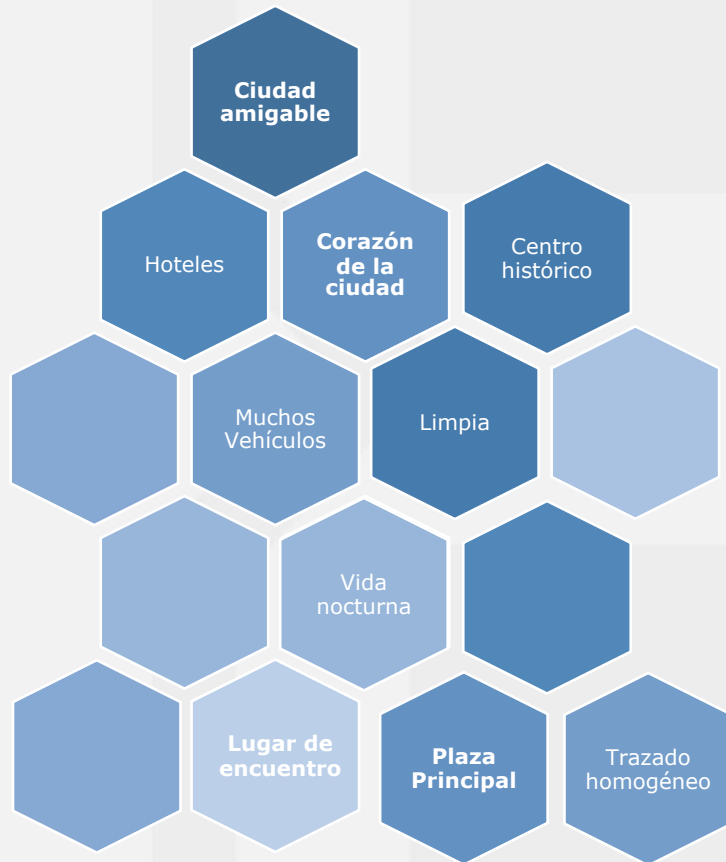 Ciudad
amigable
Hoteles
Corazón
de la
ciudad
Centro
histórico
Muchos
Vehículos
Limpia
Vida
nocturna
Lugar de
encuentro
Plaza
Principal
Trazado
homogéneo